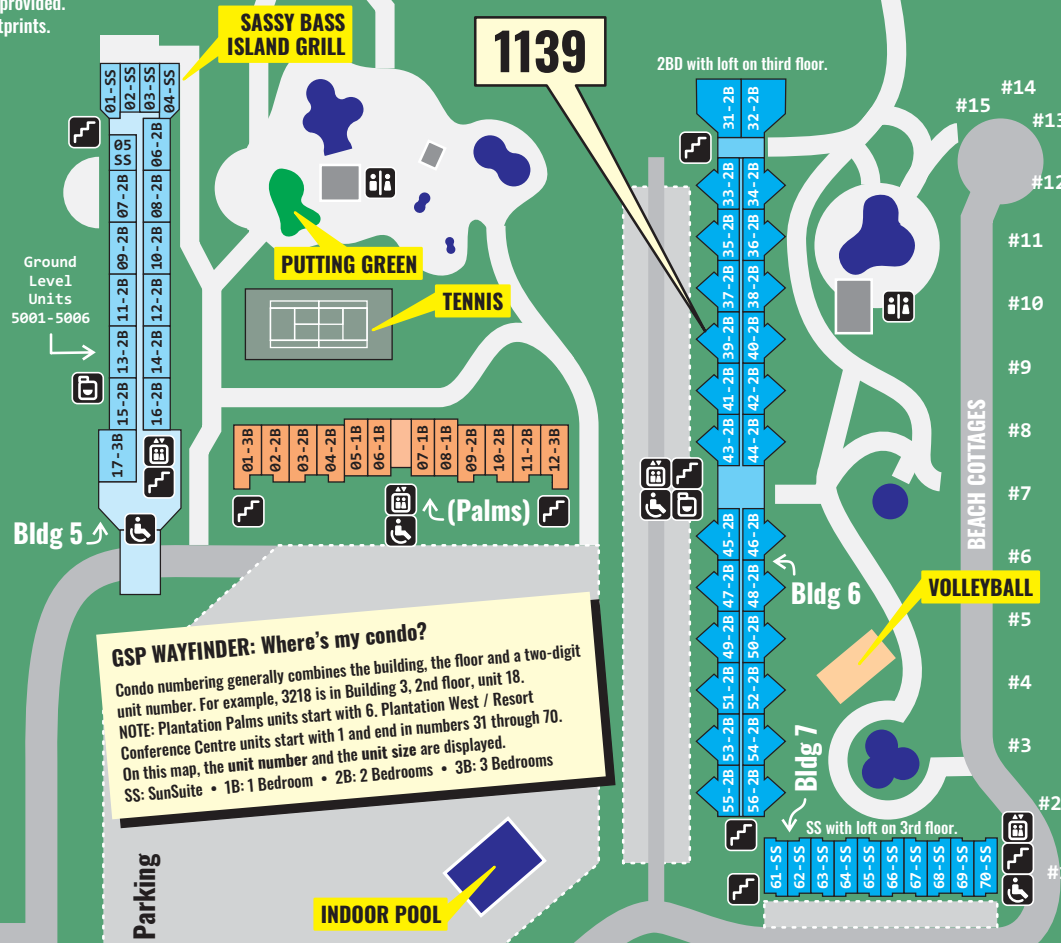 provided.
tprints.
SASSY BASS
ISLAND GRILL
1139
2BD with loft on third floor.
01-SS
02-SS
03-SS
04-SS
05
SS
06-2B
07-2B
08-2B
09-2B
10-2B
11-2B
12-2B
13-2B
14-2B
15-2B
16-2B
17-3B
Ground
Level
Units
5001-5006
Bldg 5
PUTTING GREEN
TENNIS
01-3B
02-2B
03-2B
04-2B
05-1B
06-1B
07-1B
08-1B
09-2B
10-2B
11-2B
12-3B
(Palms)
31-2B
32-2B
33-2B
34-2B
35-2B
36-2B
37-2B
38-2B
39-2B
40-2B
41-2B
42-2B
43-2B
44-2B
45-2B
46-2B
47-2B
48-2B
49-2B
50-2B
51-2B
52-2B
53-2B
54-2B
55-2B
56-2B
Bldg 6
Bldg 7
SS with loft on 3rd floor.
61-SS
62-SS
63-SS
64-SS
65-SS
66-SS
67-SS
68-SS
69-SS
70-SS
#15
#14
#13
#12
#11
#10
#9
#8
#7
#6
#5
#4
#3
#2
BEACH COTTAGES
VOLLEYBALL
GSP WAYFINDER: Where's my condo?
Condo numbering generally combines the building, the floor and a two-digit
unit number. For example, 3218 is in Building 3, 2nd floor, unit 18.
NOTE: Plantation Palms units start with 6. Plantation West / Resort
Conference Centre units start with 1 and end in numbers 31 through 70.
On this map, the unit number and the unit size are displayed.
SS: SunSuite • 1B: 1 Bedroom • 2B: 2 Bedrooms • 3B: 3 Bedrooms
Parking
INDOOR POOL